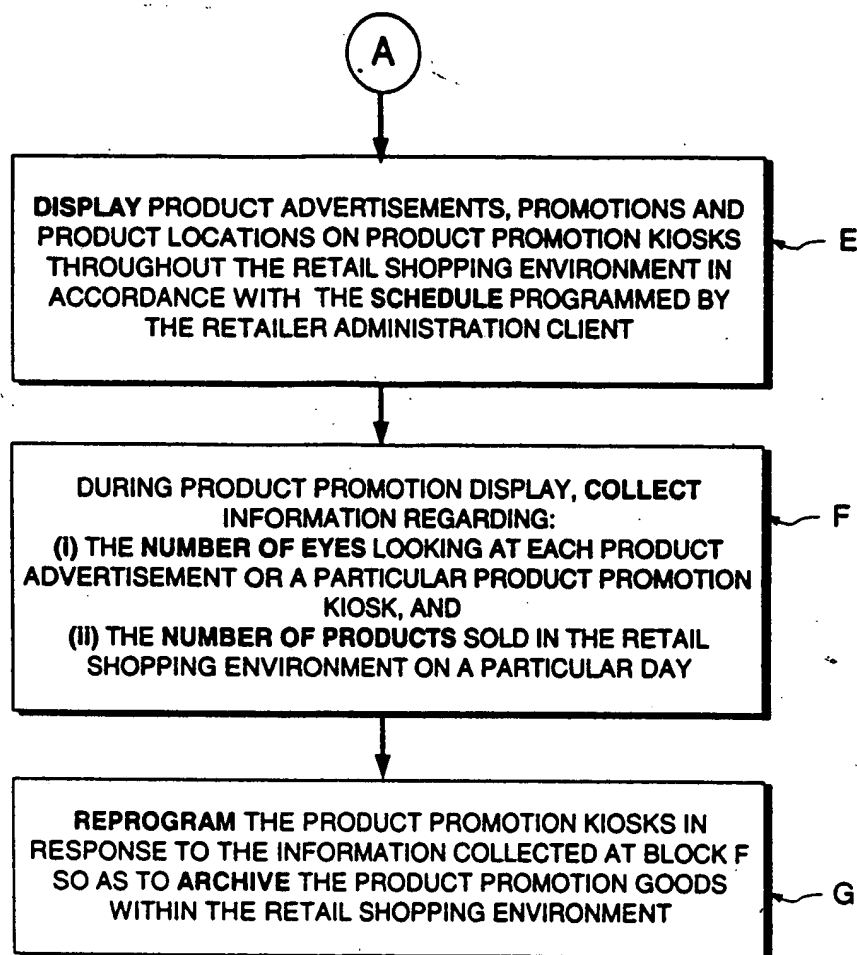 A
DISPLAY PRODUCT ADVERTISEMENTS, PROMOTIONS AND
PRODUCT LOCATIONS ON PRODUCT PROMOTION KIOSKS
THROUGHOUT THE RETAIL SHOPPING ENVIRONMENT IN
ACCORDANCE WITH THE SCHEDULE PROGRAMMED BY
THE RETAILER ADMINISTRATION CLIENT
E
DURING PRODUCT PROMOTION DISPLAY, COLLECT
INFORMATION REGARDING:
(i) THE NUMBER OF EYES LOOKING AT EACH PRODUCT
ADVERTISEMENT OR A PARTICULAR PRODUCT PROMOTION
KIOSK, AND
(ii) THE NUMBER OF PRODUCTS SOLD IN THE RETAIL
SHOPPING ENVIRONMENT ON A PARTICULAR DAY
F
REPROGRAM THE PRODUCT PROMOTION KIOSKS IN
RESPONSE TO THE INFORMATION COLLECTED AT BLOCK F
SO AS TO ARCHIVE THE PRODUCT PROMOTION GOODS
WITHIN THE RETAIL SHOPPING ENVIRONMENT
G